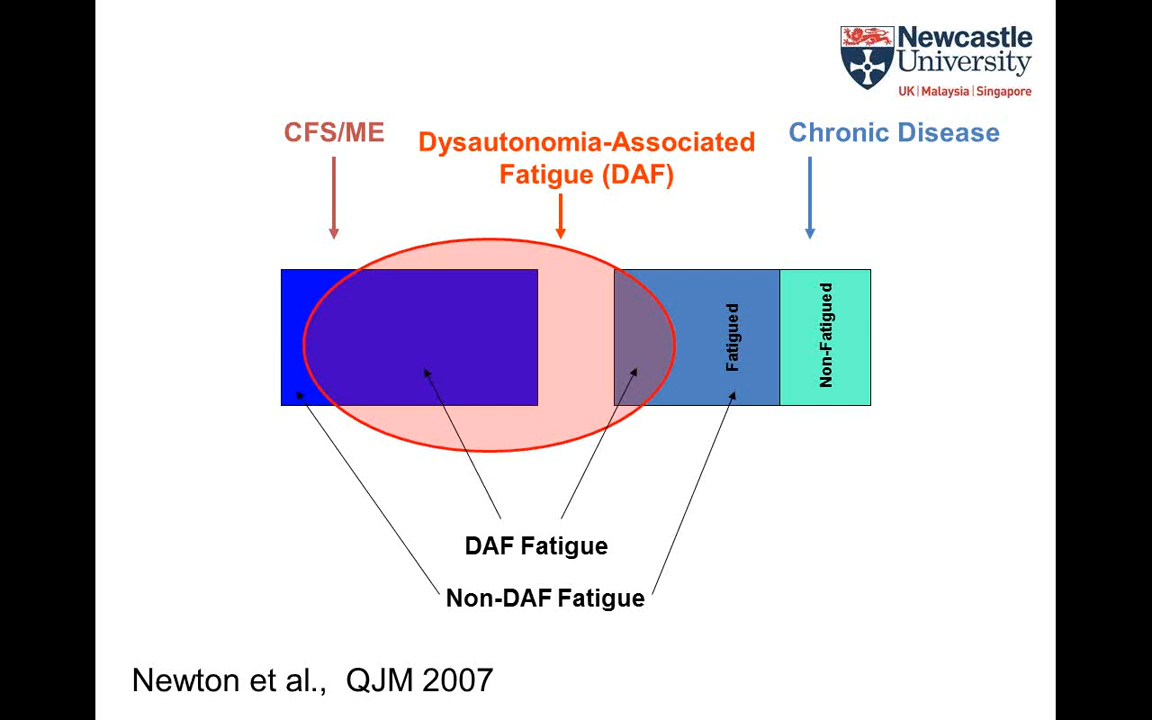 Newcastle
University
UK | Malaysia | Singapore
CFS/ME
Dysautonomia-Associated
Fatigue (DAF)
Chronic Disease
Fatigued
Non-Fatigued
DAF Fatigue
Non-DAF Fatigue
Newton et al., QJM 2007